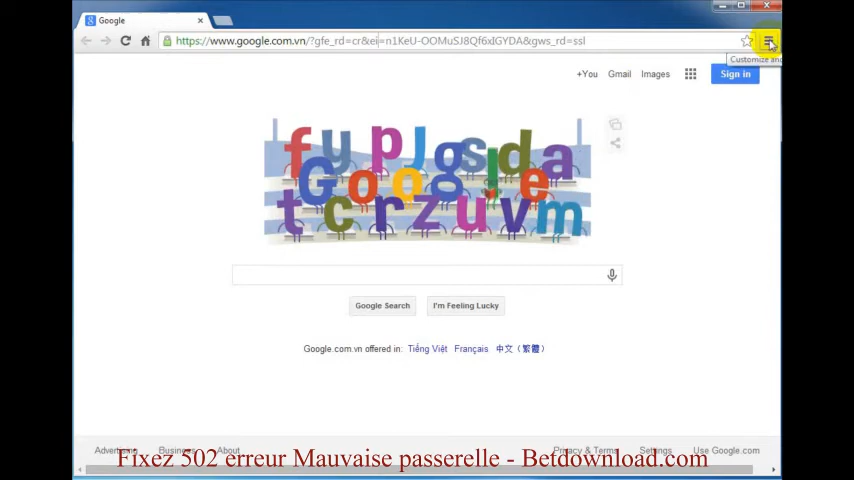 Google
https://www.google.com.vn/?gfe_rd=cr&ei=n1KeU-OOMuSJ8Qf6xIGYDA&gws_rd=ssl
Customize and
+You Gmail Images Sign in
f y p j g s l d a
G o o g l e
t c r z u v m
Google Search I'm Feeling Lucky
Google.com.vn offered in: Tiếng Việt Français 中文（繁體）
Advertising Business About Privacy & Terms Settings Use Google.com
Fixez 502 erreur Mauvaise passerelle - Betdownload.com